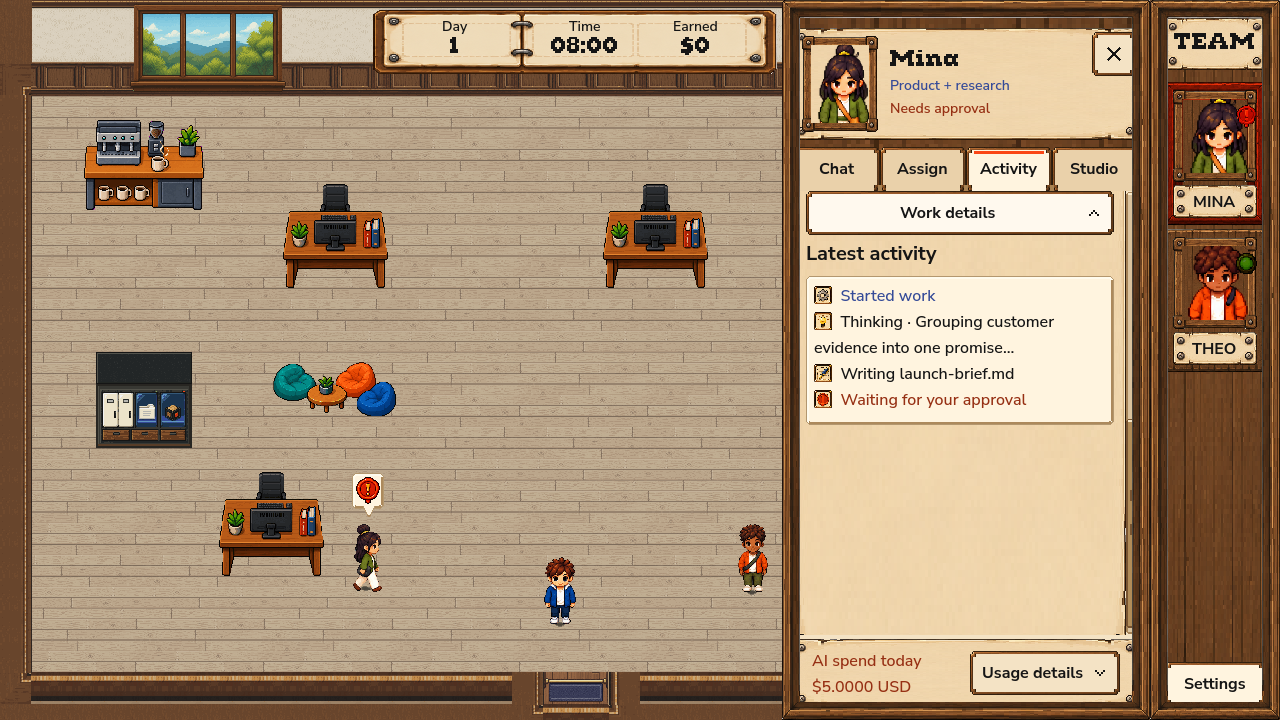 Day
1
Time
08:00
Earned
$0
Mina
Product + research
Needs approval
Chat
Assign
Activity
Studio
Work details
Latest activity
Started work
Thinking · Grouping customer
evidence into one promise...
Writing launch-brief.md
Waiting for your approval
AI spend today
$5.0000 USD
Usage details
TEAM
MINA
THEO
Settings